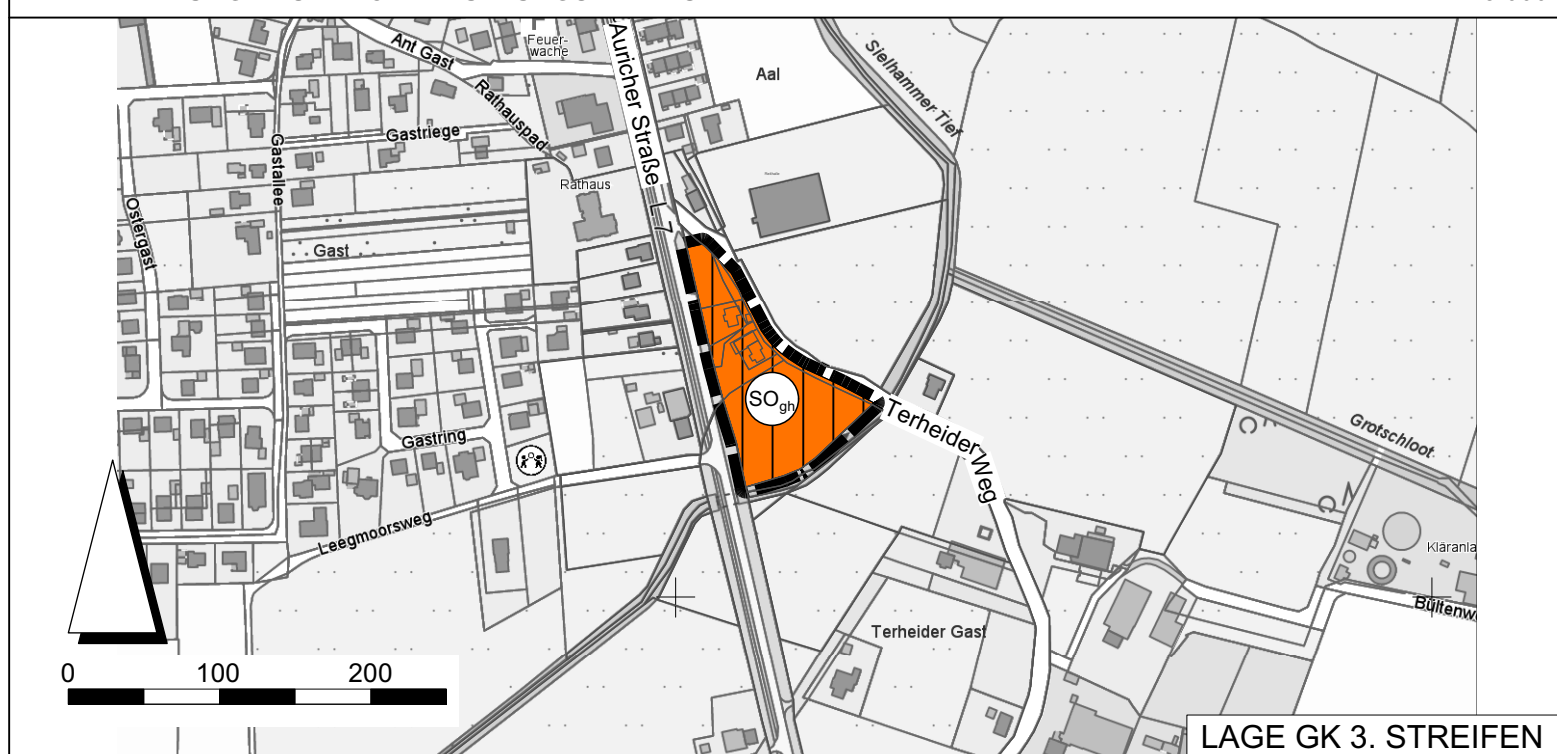 Ant Gast
Feuer-
wache
Auricher Straße
L 7
Aal
Sielhammer Tief
Rathauspad
Gastriege
Gastallee
Rathaus
Ostergast
Gast
SOgh
Terheider Weg
Grotschloot
Gastring
Leegmoorsweg
Kläranla
Bültenw
Terheider Gast
0 100 200
LAGE GK 3. STREIFEN